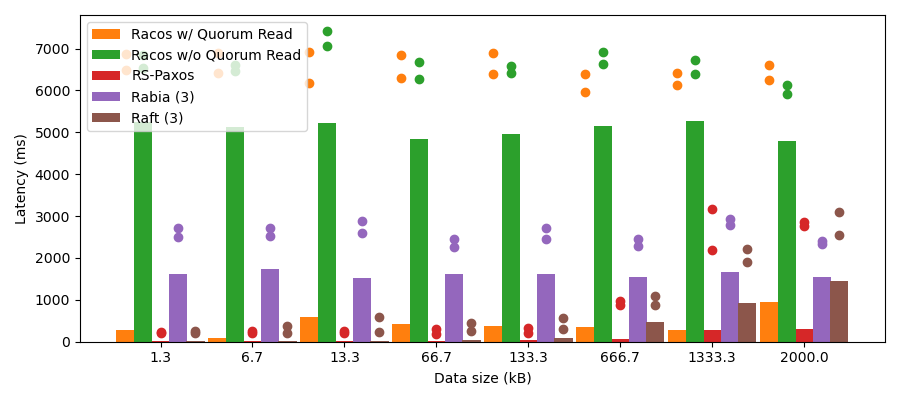 Racos w/ Quorum Read
Racos w/o Quorum Read
RS-Paxos
Rabia (3)
Raft (3)
Latency (ms)
7000
6000
5000
4000
3000
2000
1000
0
1.3 6.7 13.3 66.7 133.3 666.7 1333.3 2000.0
Data size (kB)